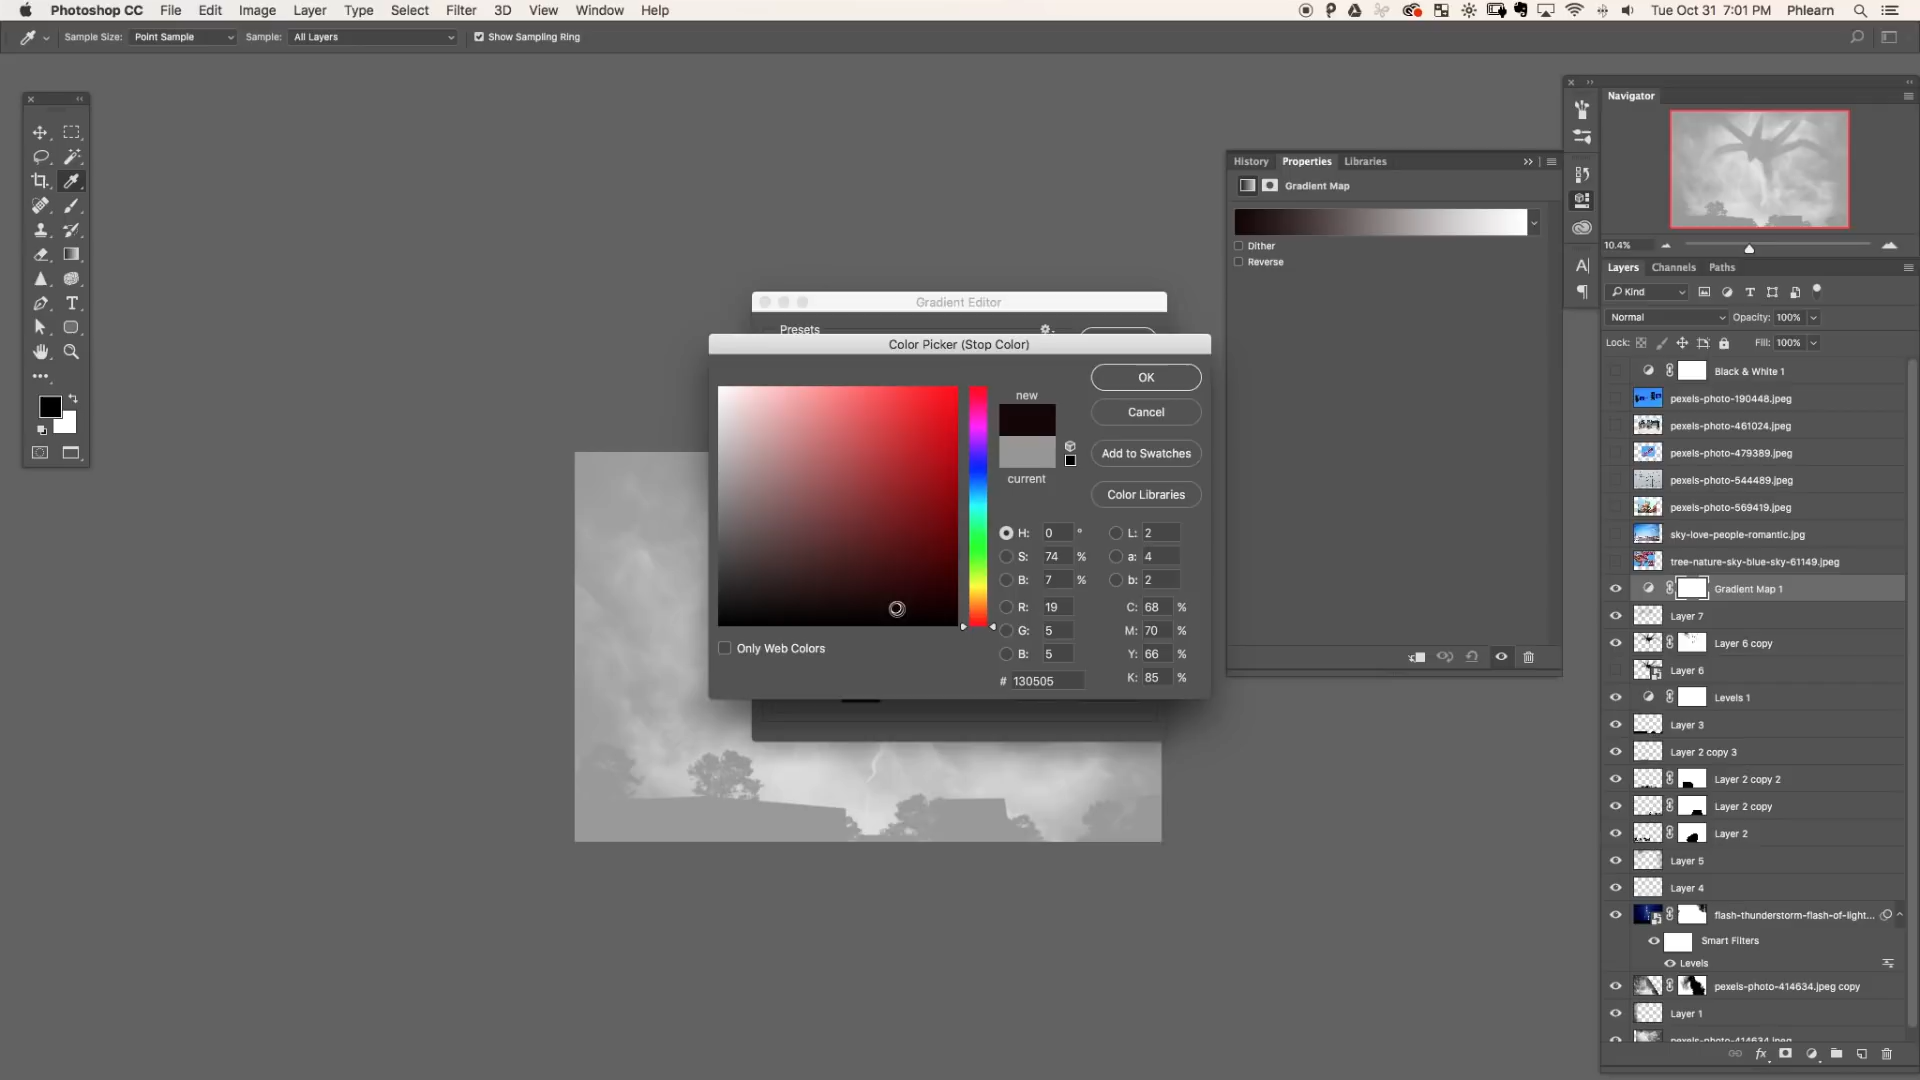 Photoshop CC File Edit Image Layer Type Select Filter 3D View Window Help Tue Oct 31 7:01 PM Phlearn
Sample Size: Point Sample Sample: All Layers Show Sampling Ring
Navigator
History Properties Libraries
Gradient Map
Dither
Reverse
10.4%
Layers Channels Paths
Kind
Normal Opacity: 100%
Lock: Fill: 100%
Gradient Editor
Presets
Color Picker (Stop Color)
OK
Cancel
Add to Swatches
Color Libraries
new
current
H: 0 °
S: 74 %
B: 7 %
R: 19
G: 5
B: 5
# 130505
L: 2
a: 4
b: 2
C: 68 %
M: 70 %
Y: 66 %
K: 85 %
Only Web Colors
Black & White 1
pexels-photo-190448.jpeg
pexels-photo-461024.jpeg
pexels-photo-479389.jpeg
pexels-photo-544489.jpeg
pexels-photo-569419.jpeg
sky-love-people-romantic.jpg
tree-nature-sky-blue-sky-61149.jpeg
Gradient Map 1
Layer 7
Layer 6 copy
Layer 6
Levels 1
Layer 3
Layer 2 copy 3
Layer 2 copy 2
Layer 2 copy
Layer 2
Layer 5
Layer 4
flash-thunderstorm-flash-of-light...
Smart Filters
Levels
pexels-photo-414634.jpeg copy
Layer 1
pexels-photo-414634.jpeg
fx